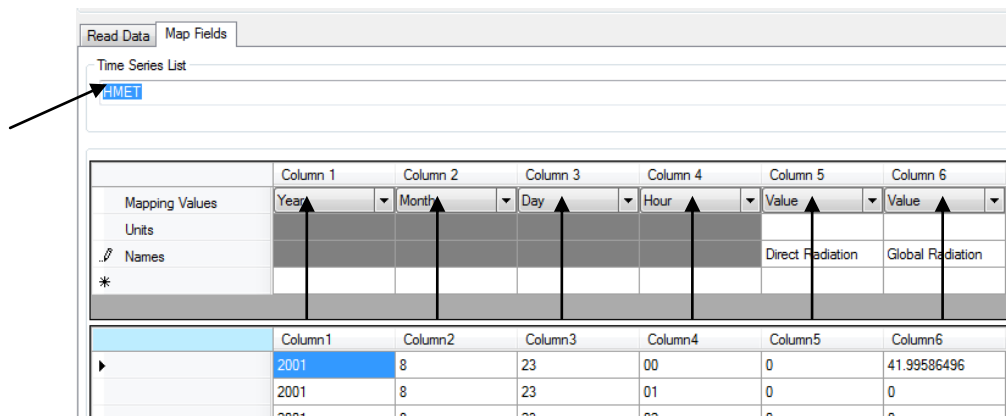 Read Data Map Fields
Time Series List
HMET
Column 1 Column 2 Column 3 Column 4 Column 5 Column 6
Mapping Values Year Month Day Hour Value Value
Units
Names Direct Radiation Global Radiation
Column1 Column2 Column3 Column4 Column5 Column6
2001 8 23 00 0 41.99586496
2001 8 23 01 0 0